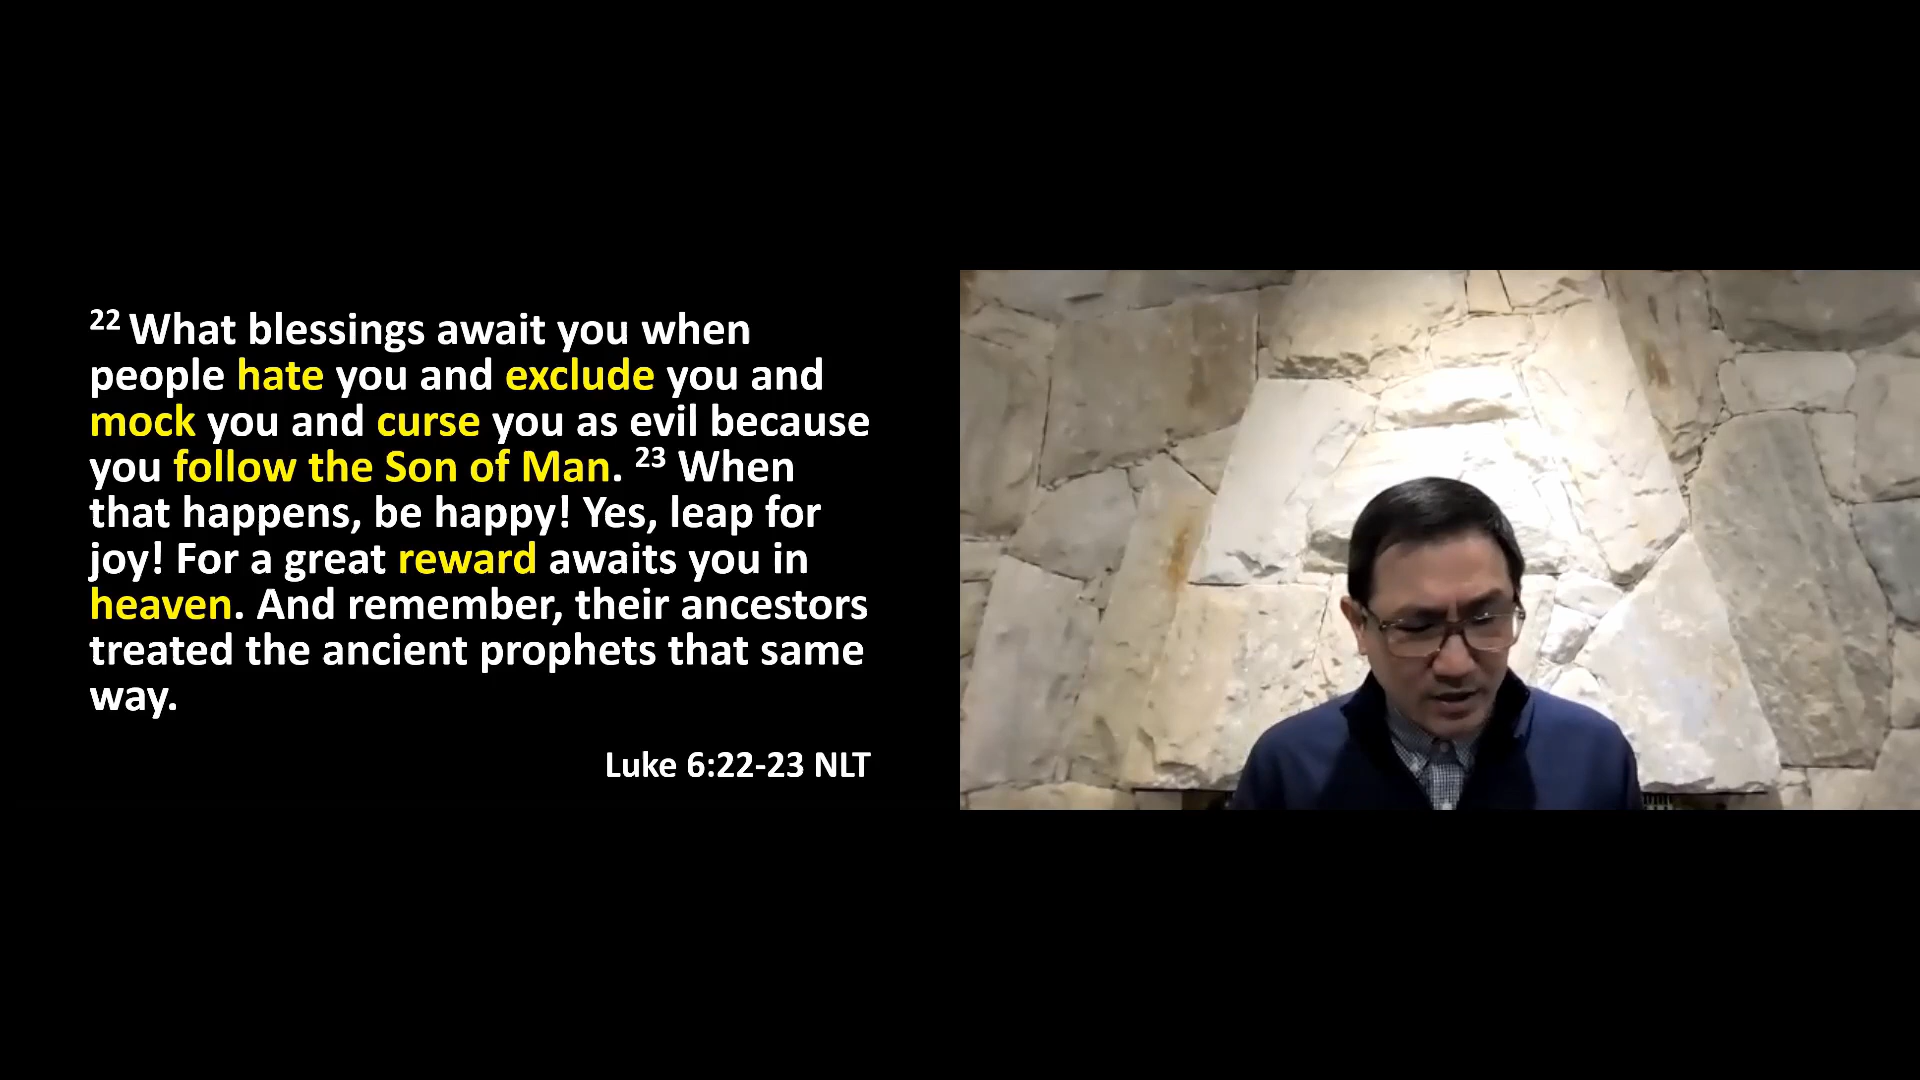 22 What blessings await you when
people hate you and exclude you and
mock you and curse you as evil because
you follow the Son of Man. 23 When
that happens, be happy! Yes, leap for
joy! For a great reward awaits you in
heaven. And remember, their ancestors
treated the ancient prophets that same
way.
Luke 6:22-23 NLT